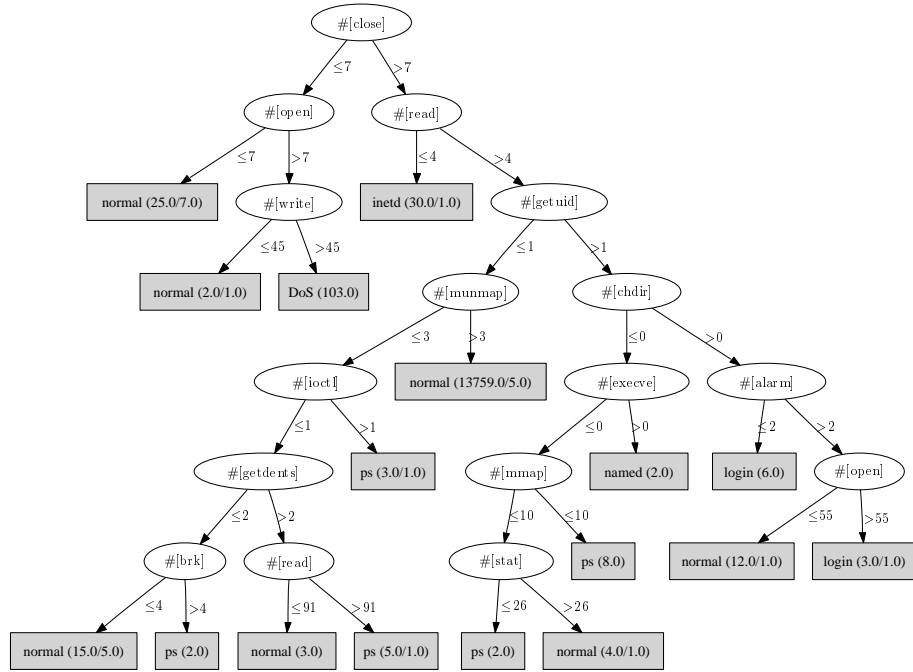 #[close]
≤7 >7
#[open] #[read]
≤7 >7 ≤4 >4
normal (25.0/7.0) #[write] inetd (30.0/1.0) #[getuid]
≤45 >45 ≤1 >1
normal (2.0/1.0) DoS (103.0) #[munmap] #[chdir]
≤3 >3 ≤0 >0
#[ioctl] normal (13759.0/5.0) #[execve] #[alarm]
≤1 >1 ≤0 >0 ≤2 >2
#[getdents] ps (3.0/1.0) #[mmap] named (2.0) login (6.0) #[open]
≤2 >2 ≤10 ≤10 ≤55 >55
#[brk] #[read] #[stat] ps (8.0) normal (12.0/1.0) login (3.0/1.0)
≤4 >4 ≤91 >91 ≤26 >26
normal (15.0/5.0) ps (2.0) normal (3.0) ps (5.0/1.0) ps (2.0) normal (4.0/1.0)